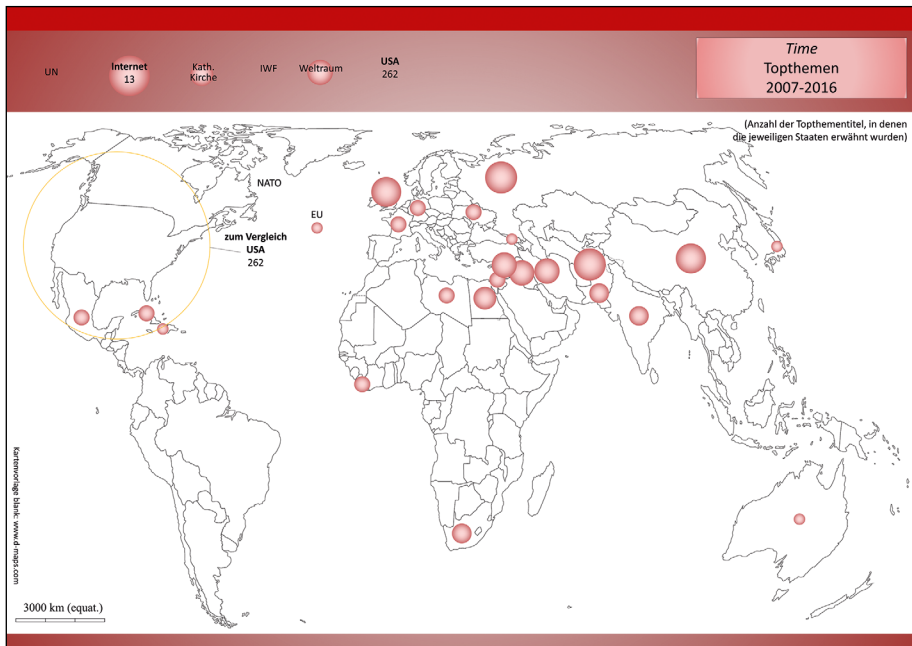 UN
Internet
13
Kath.
Kirche
IWF
Weltraum
USA
262
Time
Topthemen
2007-2016
(Anzahl der Topthementitel, in denen
die jeweiligen Staaten erwähnt wurden)
NATO
EU
zum Vergleich
USA
262
Kartenvorlage blank: www.d-maps.com
3000 km (equat.)